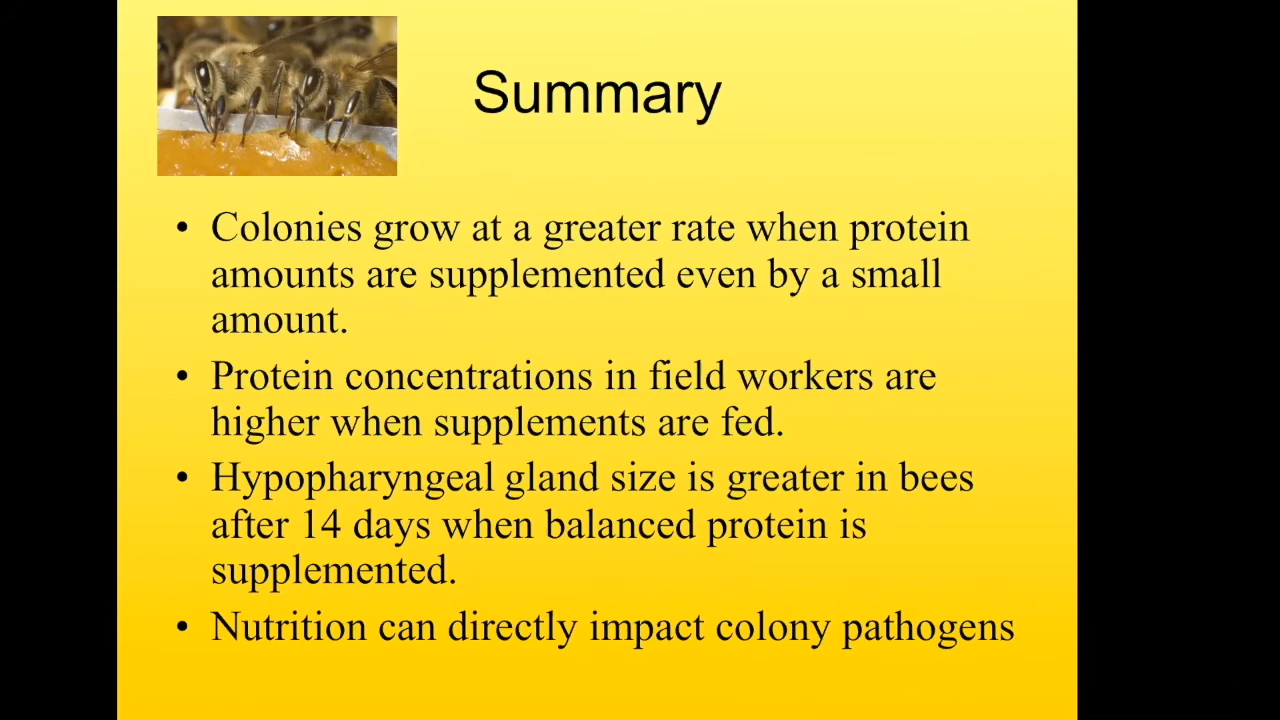 Summary
• Colonies grow at a greater rate when protein
amounts are supplemented even by a small
amount.
• Protein concentrations in field workers are
higher when supplements are fed.
• Hypopharyngeal gland size is greater in bees
after 14 days when balanced protein is
supplemented.
• Nutrition can directly impact colony pathogens